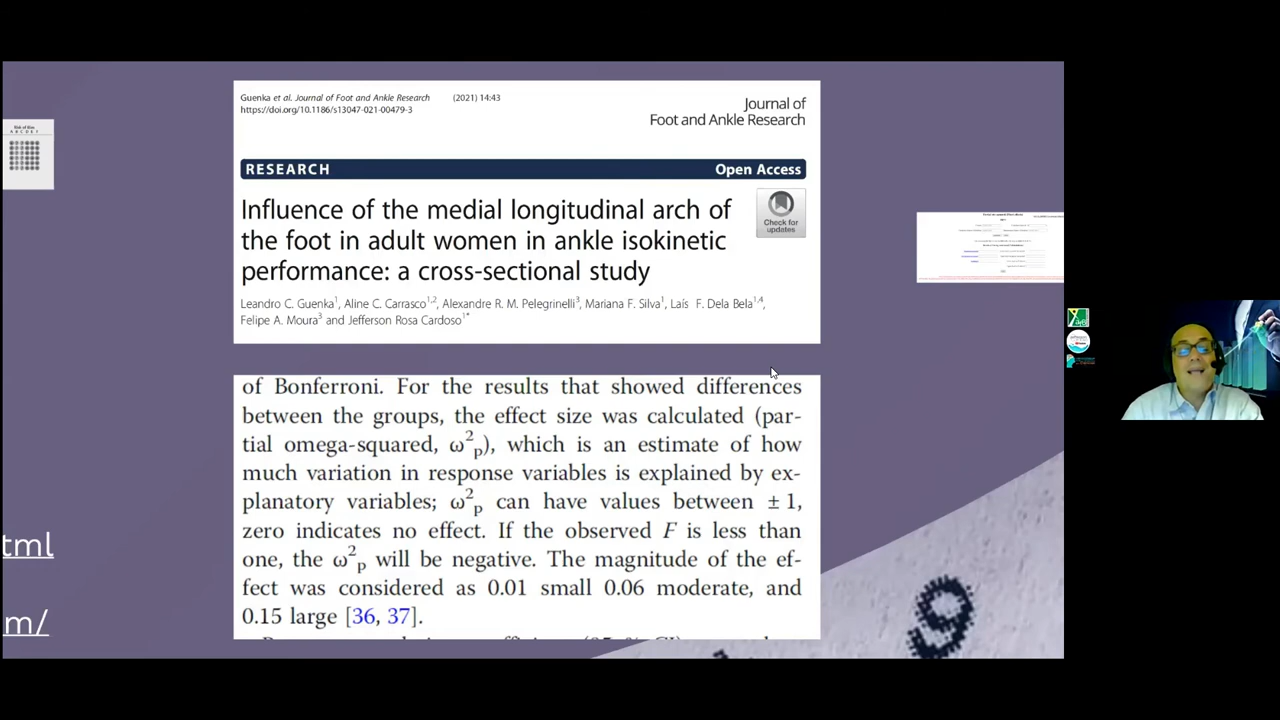 Guenka et al. Journal of Foot and Ankle Research (2021) 14:43
https://doi.org/10.1186/s13047-021-00479-3
Journal of
Foot and Ankle Research
RESEARCH Open Access
Influence of the medial longitudinal arch of
the foot in adult women in ankle isokinetic
performance: a cross-sectional study
Check for
updates
Leandro C. Guenka1, Aline C. Carrasco1,2, Alexandre R. M. Pelegrinelli3, Mariana F. Silva1, Laís F. Dela Bela1,4,
Felipe A. Moura3 and Jefferson Rosa Cardoso1*
of Bonferroni. For the results that showed differences
between the groups, the effect size was calculated (par-
tial omega-squared, ω²p), which is an estimate of how
much variation in response variables is explained by ex-
planatory variables; ω²p can have values between ± 1,
zero indicates no effect. If the observed F is less than
one, the ω²p will be negative. The magnitude of the ef-
fect was considered as 0.01 small 0.06 moderate, and
0.15 large [36, 37].
tml
m/
9